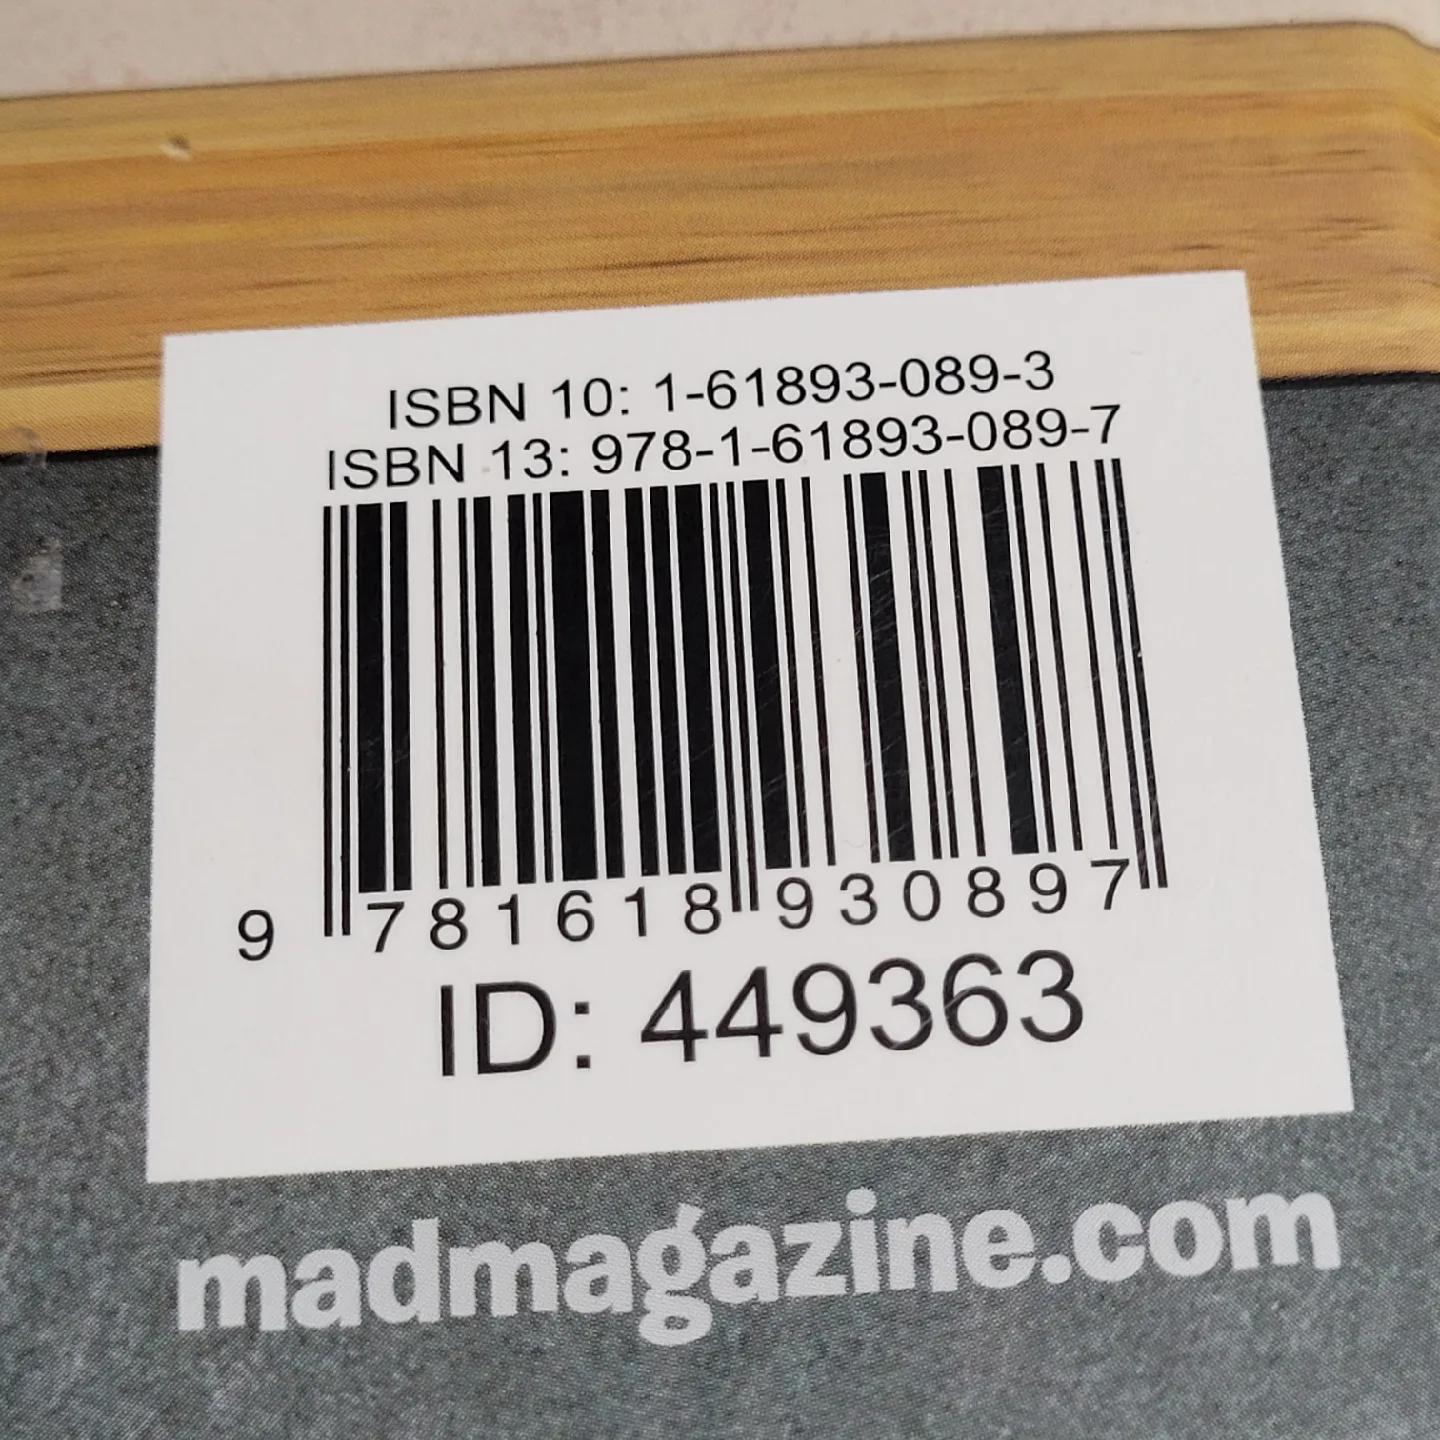 ISBN 10: 1-61893-089-3
ISBN 13: 978-1-61893-089-7
9 781618 930897
ID: 449363
madmagazine.com